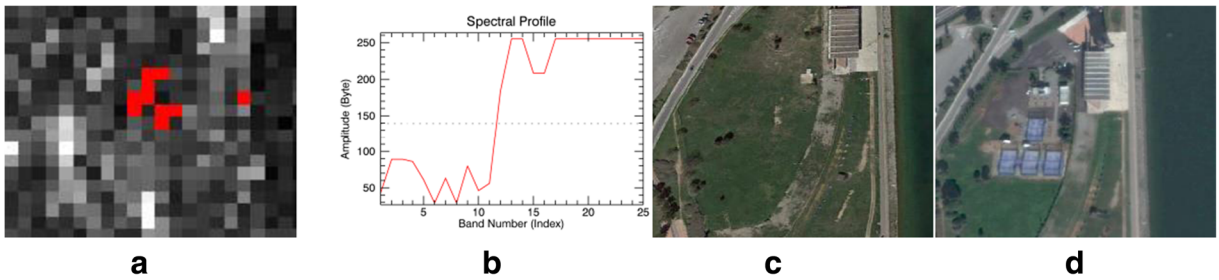 Spectral Profile
Amplitude (Byte)
250
200
150
100
50
5
10
15
20
25
Band Number (Index)
a
b
c
d